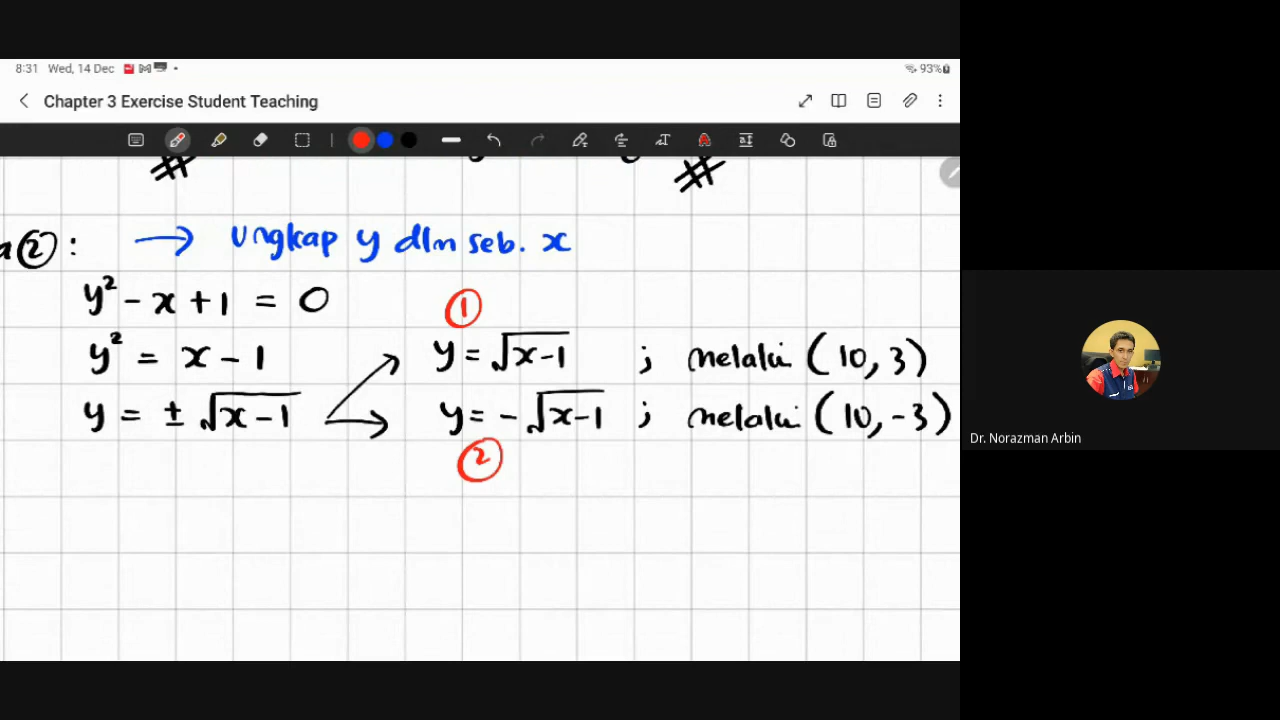 8:31 Wed, 14 Dec
93%
Chapter 3 Exercise Student Teaching
a② : → Ungkap y dlm seb. x
y² - x + 1 = 0
①
y² = x - 1
y = √(x-1) ; melalui (10, 3)
y = ± √(x-1)
y = -√(x-1) ; melalui (10, -3)
②
Dr. Norazman Arbin